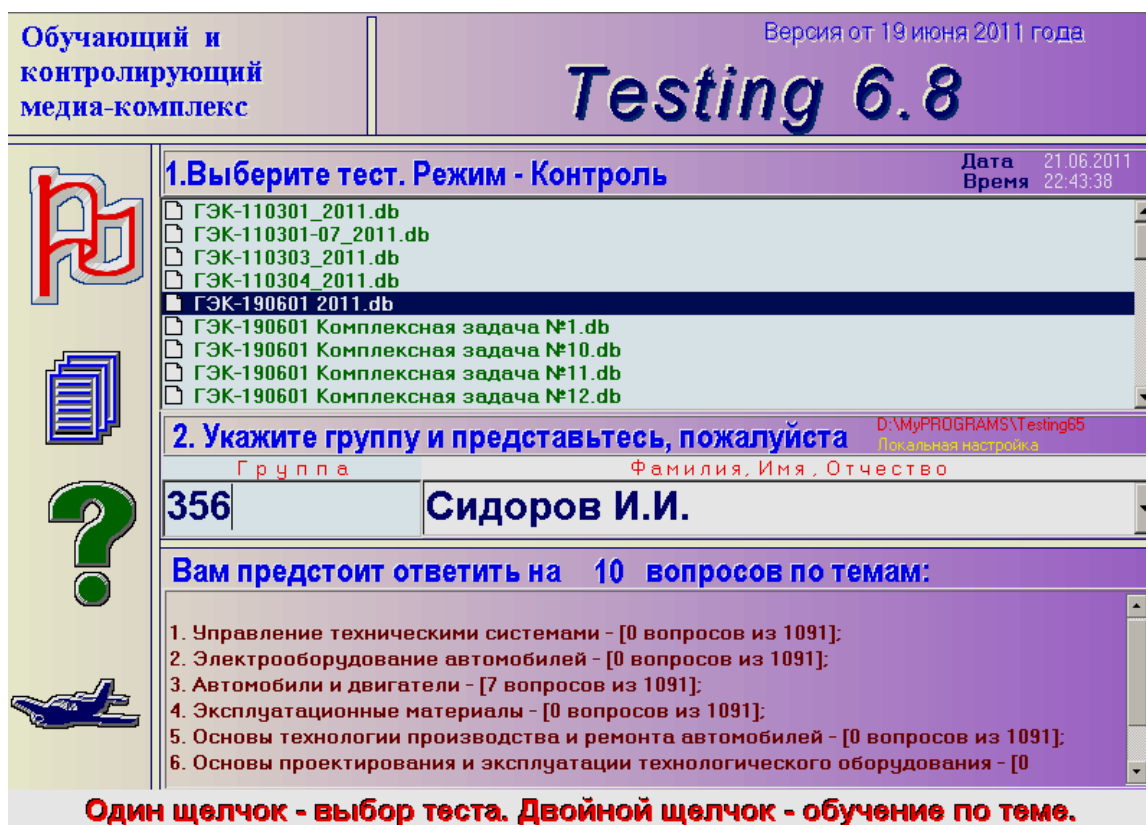 Обучающий и
контролирующий
медиа-комплекс
Версия от 19 июня 2011 года
Testing 6.8
1.Выберите тест. Режим - Контроль
Дата 21.06.2011
Время 22:43:38
ГЭК-110301_2011.db
ГЭК-110301-07_2011.db
ГЭК-110303_2011.db
ГЭК-110304_2011.db
ГЭК-190601 2011.db
ГЭК-190601 Комплексная задача №1.db
ГЭК-190601 Комплексная задача №10.db
ГЭК-190601 Комплексная задача №11.db
ГЭК-190601 Комплексная задача №12.db
2. Укажите группу и представьтесь, пожалуйста
D:\MyPROGRAMS\Testing65
Локальная настройка
Группа Фамилия, Имя, Отчество
356 Сидоров И.И.
Вам предстоит ответить на 10 вопросов по темам:
1. Управление техническими системами - [0 вопросов из 1091];
2. Электрооборудование автомобилей - [0 вопросов из 1091];
3. Автомобили и двигатели - [7 вопросов из 1091];
4. Эксплуатационные материалы - [0 вопросов из 1091];
5. Основы технологии производства и ремонта автомобилей - [0 вопросов из 1091];
6. Основы проектирования и эксплуатации технологического оборудования - [0
Один щелчок - выбор теста. Двойной щелчок - обучение по теме.